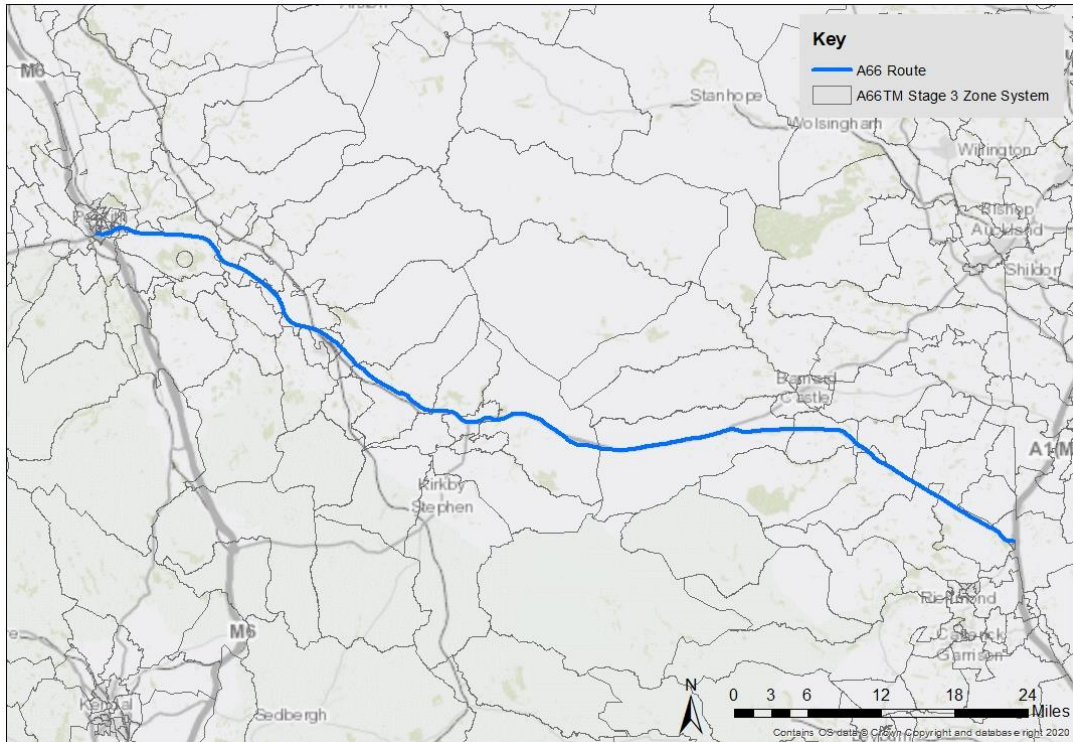 M6
Stanhope
Wolsingham
Key
A66 Route
A66TM Stage 3 Zone System
Bishop
Auckland
Shildon
Barnard
Castle
A1(M
Kirkby
Stephen
Richmond
Catterick
Garrison
M6
Kendal
Sedbergh
N
0 3 6 12 18 24
Miles
Contains OS data © Crown Copyright and database right 2020